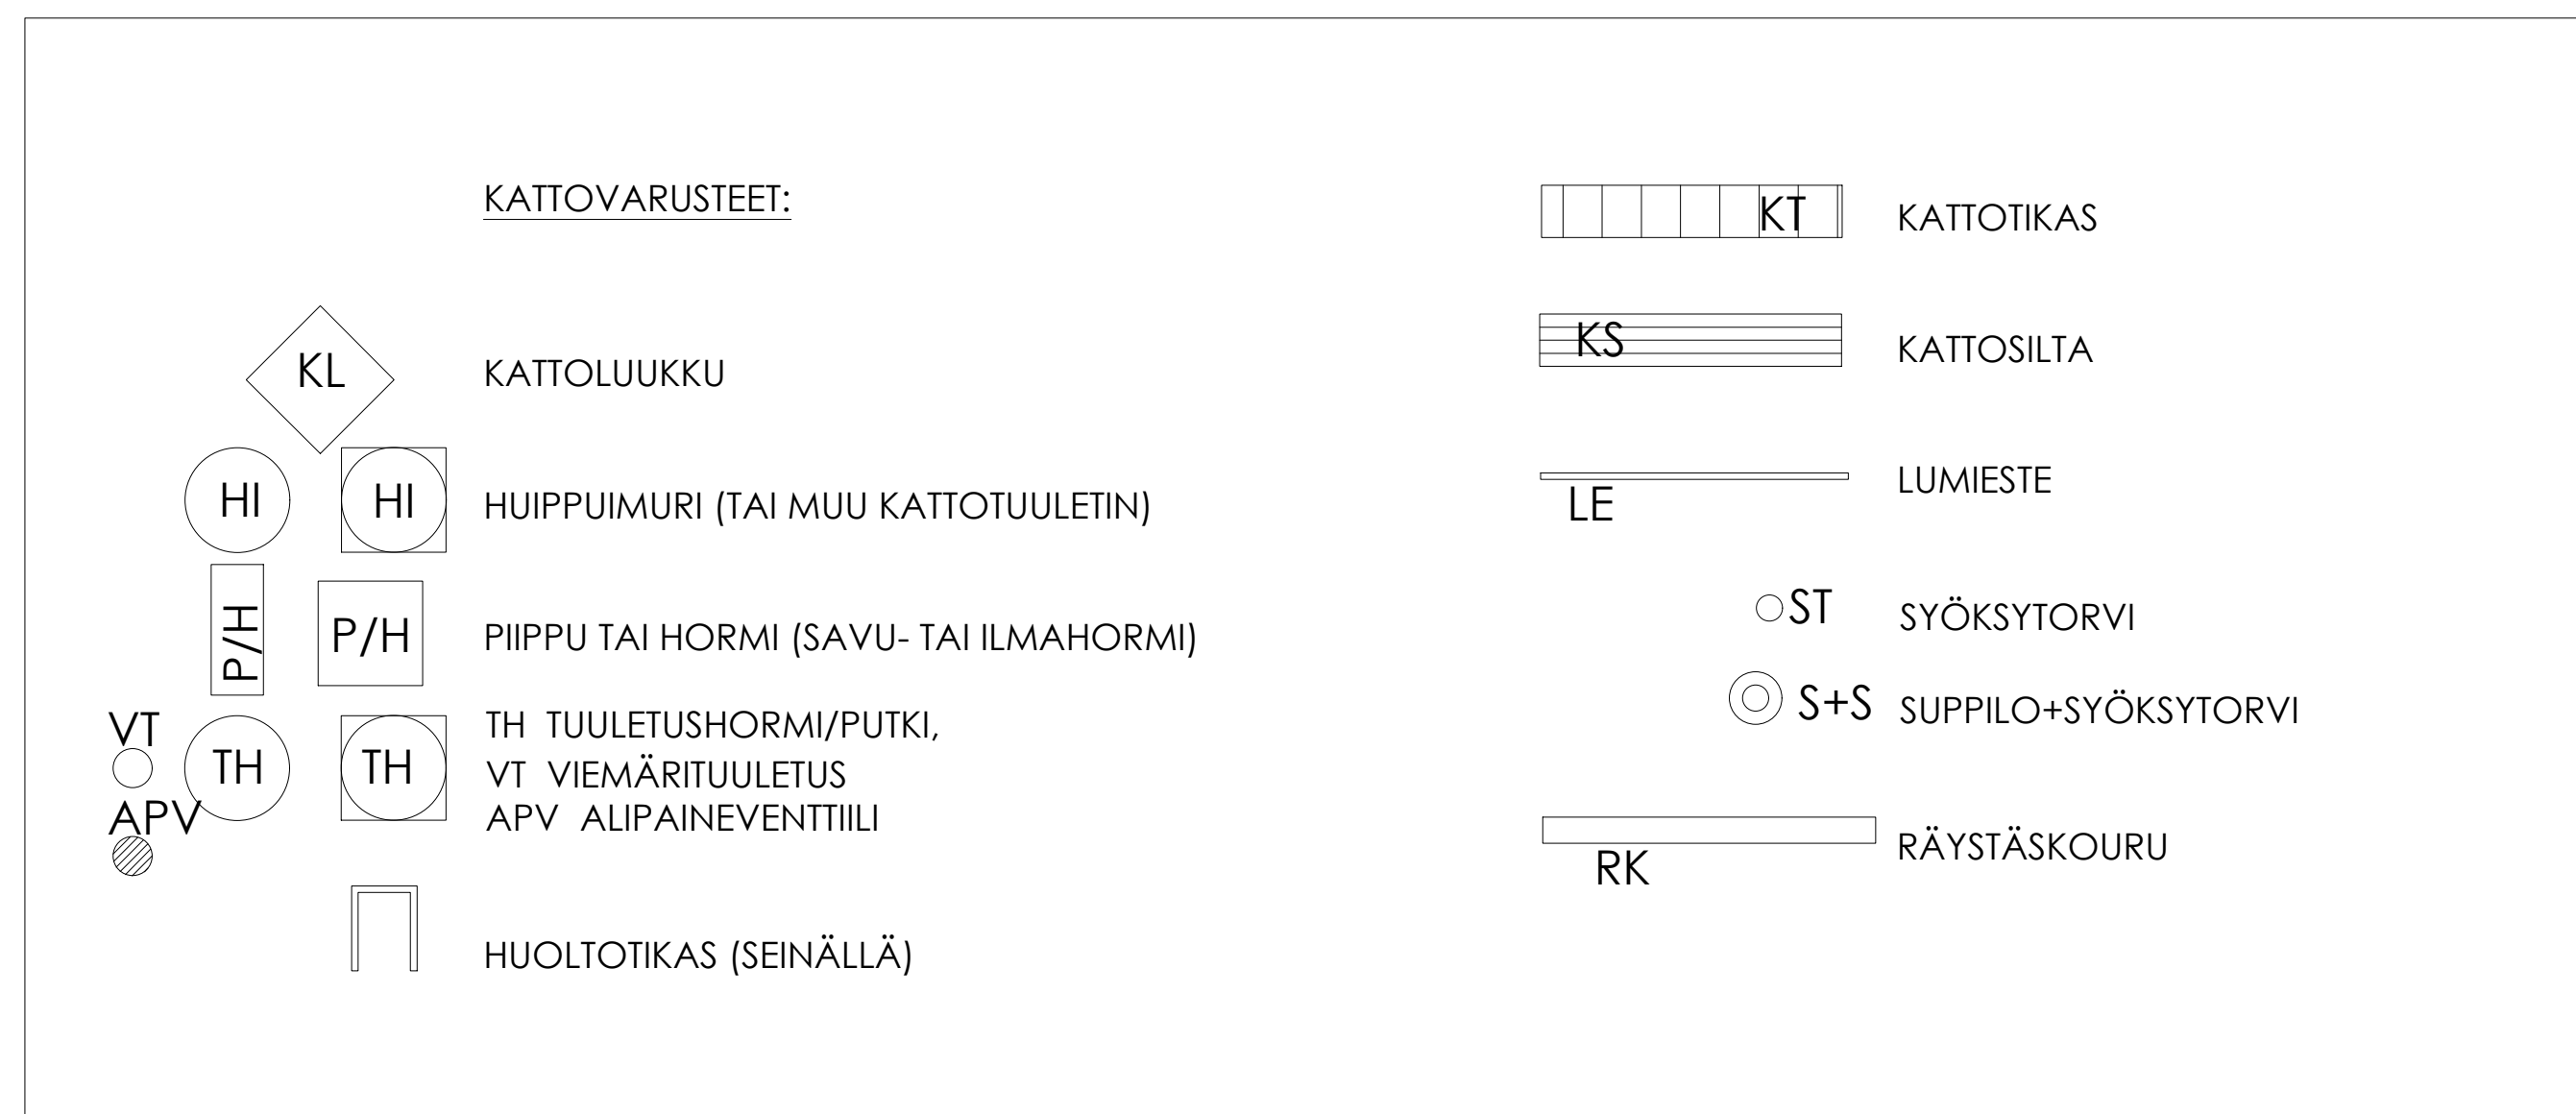 KATTOVARUSTEET:
KL KATTOLUUKKU
HI HI HUIPPUIMURI (TAI MUU KATTOTUULETIN)
P/H P/H PIIPPU TAI HORMI (SAVU- TAI ILMAHORMI)
VT TH TH TH TUULETUSHORMI/PUTKI,
VT VIEMÄRITUULETUS
APV APV ALIPAINEVENTTIILI
HUOLTOTIKAS (SEINÄLLÄ)
KT KATTOTIKAS
KS KATTOSILTA
LE LUMIESTE
ST SYÖKSYTORVI
S+S SUPPILO+SYÖKSYTORVI
RK RÄYSTÄSKOURU